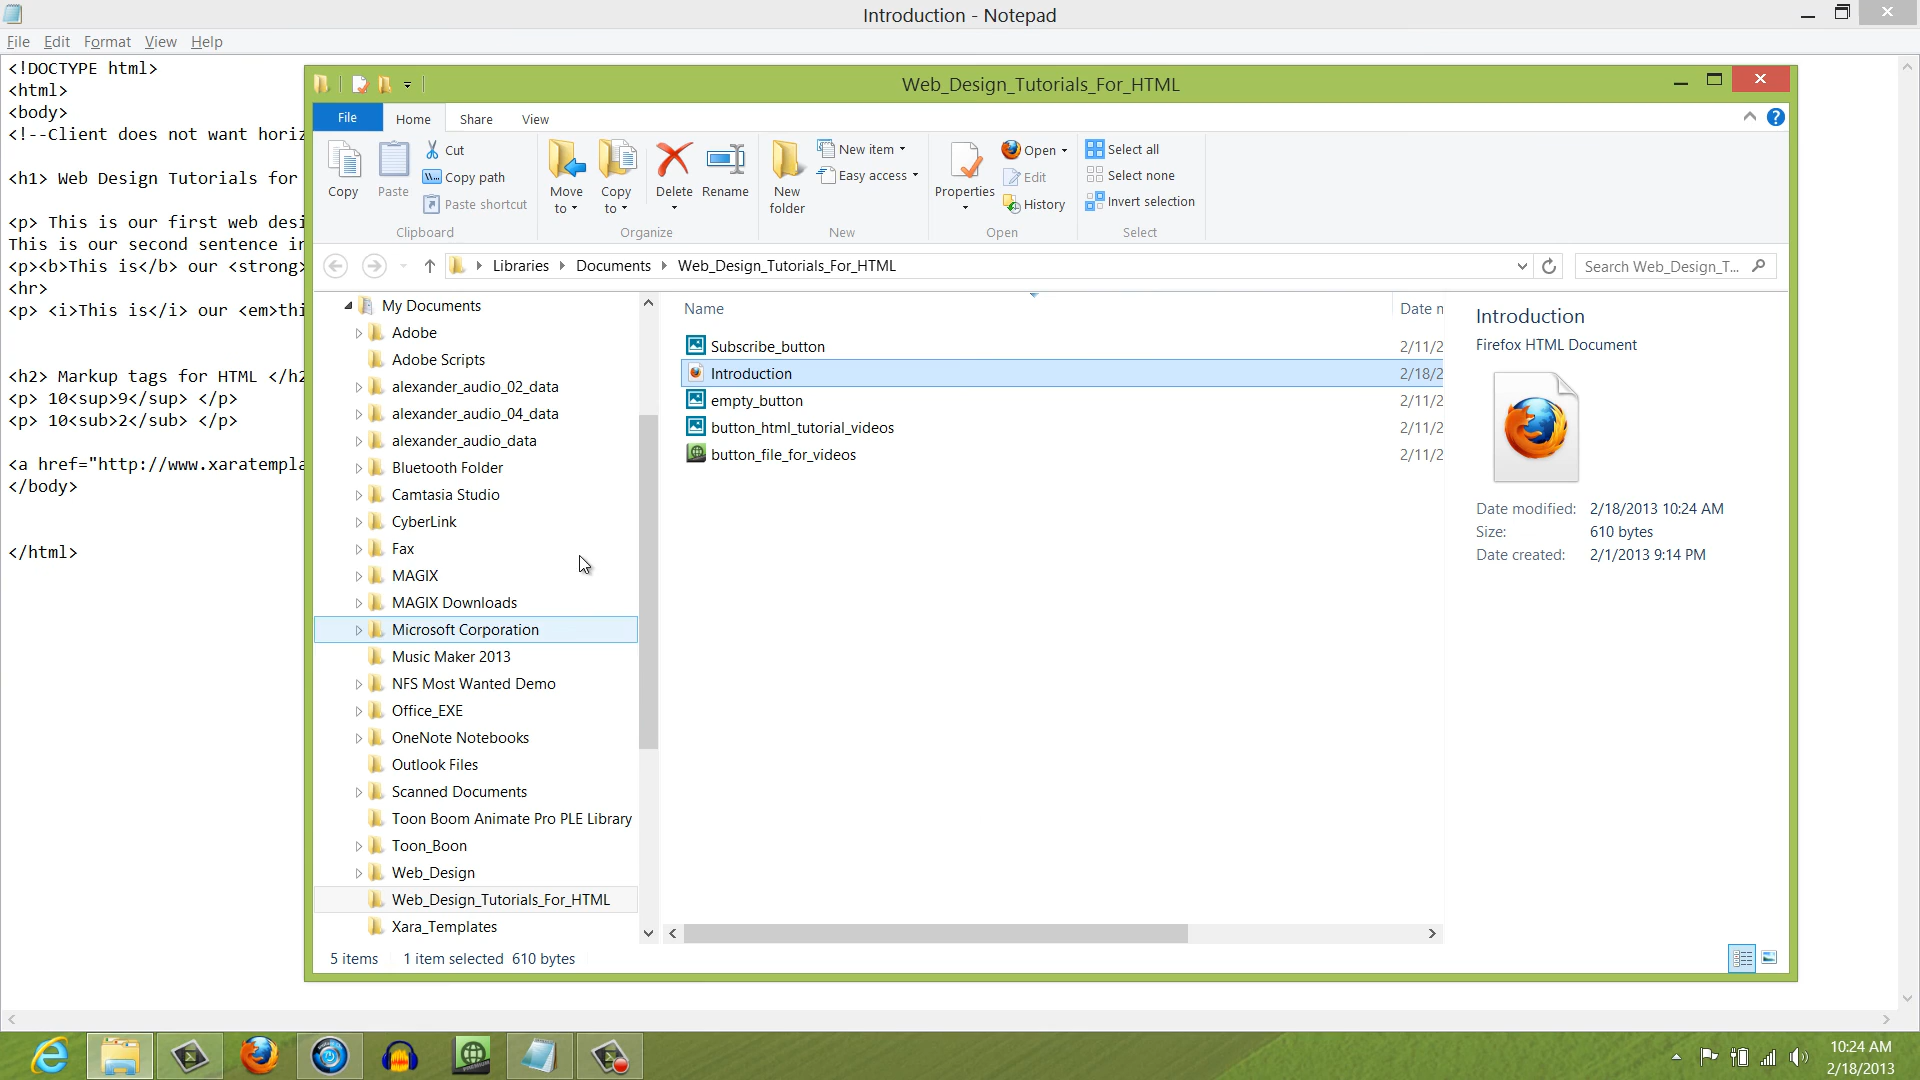 Introduction - Notepad
File Edit Format View Help
<!DOCTYPE html>
<html>
<body>
<!--Client does not want horiz
<h1> Web Design Tutorials for
<p> This is our first web desi
This is our second sentence in
<p><b>This is</b> our <strong>
<hr>
<p> <i>This is</i> our <em>thi
<h2> Markup tags for HTML </h2
<p> 10<sup>9</sup> </p>
<p> 10<sub>2</sub> </p>
<a href="http://www.xaratempla
</body>
</html>
Web_Design_Tutorials_For_HTML
File Home Share View
Copy
Paste
Cut
Copy path
Paste shortcut
Clipboard
Move to
Copy to
Delete
Rename
Organize
New folder
New item
Easy access
New
Properties
Open
Edit
History
Open
Select all
Select none
Invert selection
Select
Libraries Documents Web_Design_Tutorials_For_HTML
Search Web_Design_T...
My Documents
Adobe
Adobe Scripts
alexander_audio_02_data
alexander_audio_04_data
alexander_audio_data
Bluetooth Folder
Camtasia Studio
CyberLink
Fax
MAGIX
MAGIX Downloads
Microsoft Corporation
Music Maker 2013
NFS Most Wanted Demo
Office_EXE
OneNote Notebooks
Outlook Files
Scanned Documents
Toon Boom Animate Pro PLE Library
Toon_Boon
Web_Design
Web_Design_Tutorials_For_HTML
Xara_Templates
Name Date n
Subscribe_button 2/11/2
Introduction 2/18/2
empty_button 2/11/2
button_html_tutorial_videos 2/11/2
button_file_for_videos 2/11/2
Introduction
Firefox HTML Document
Date modified: 2/18/2013 10:24 AM
Size: 610 bytes
Date created: 2/1/2013 9:14 PM
5 items 1 item selected 610 bytes
10:24 AM
2/18/2013